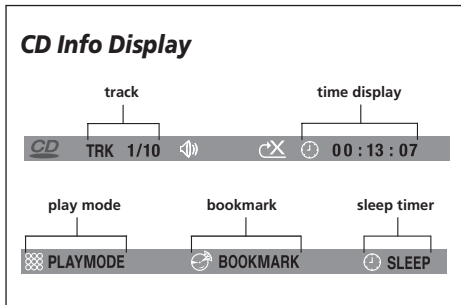 CD Info Display
track time display
CD TRK 1/10 X 00:13:07
play mode bookmark sleep timer
PLAYMODE BOOKMARK SLEEP